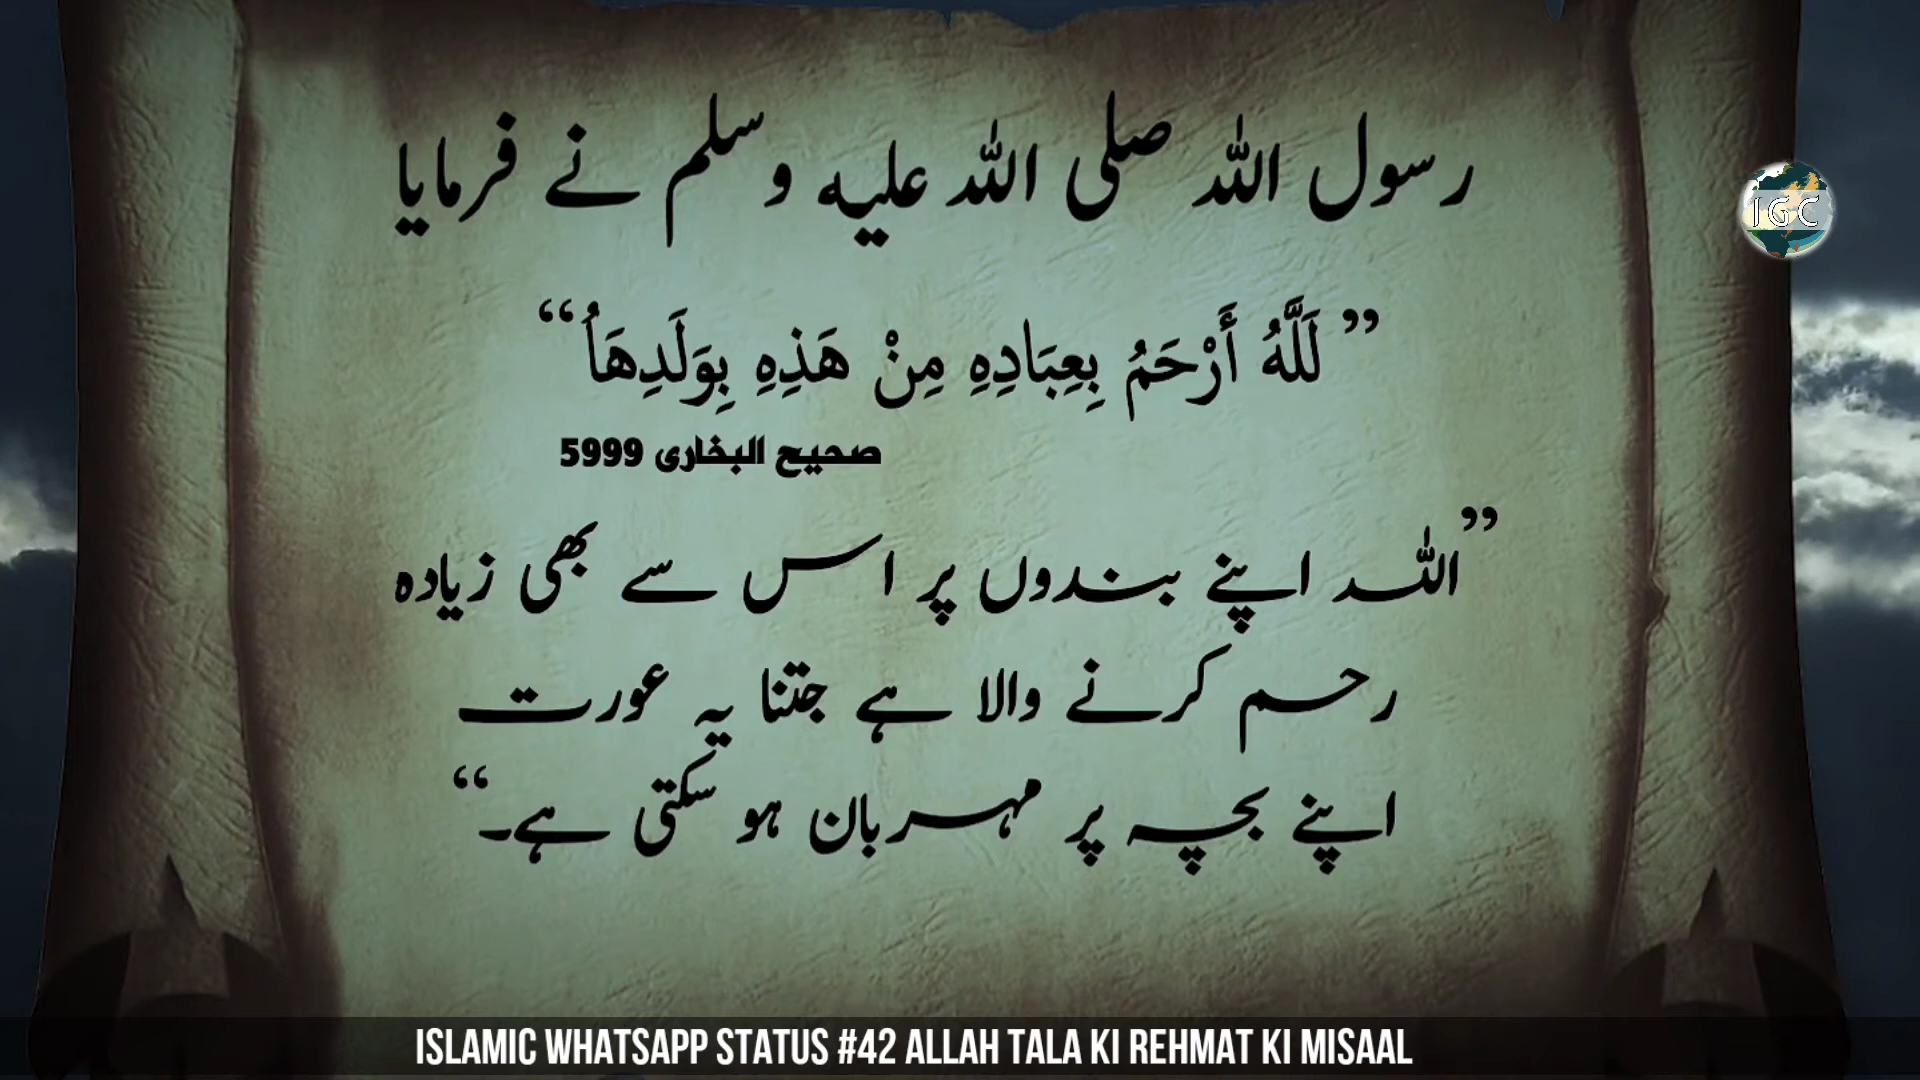 رسول اللہ صلی اللہ علیہ وسلم نے فرمایا
” لَلَّهُ أَرْحَمُ بِعِبَادِهِ مِنْ هَذِهِ بِوَلَدِهَاُ “
صحیح البخاری 5999
”اللہ اپنے بندوں پر اس سے بھی زیادہ
رحم کرنے والا ہے جتنا یہ عورت
اپنے بچہ پر مہربان ہو سکتی ہے۔“
IGC
ISLAMIC WHATSAPP STATUS #42 ALLAH TALA KI REHMAT KI MISAAL